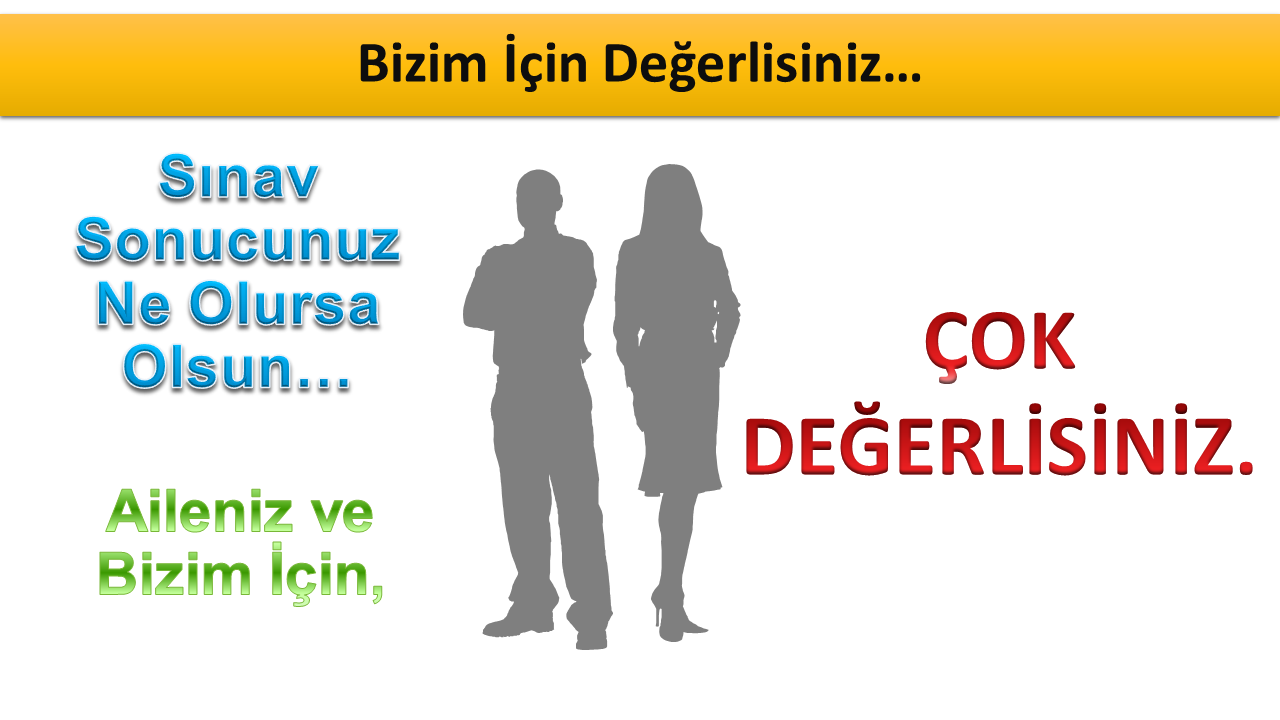 Bizim İçin Değerlisiniz...
Sınav
Sonucunuz
Ne Olursa
Olsun...
Aileniz ve
Bizim İçin,
ÇOK
DEĞERLİSİNİZ.